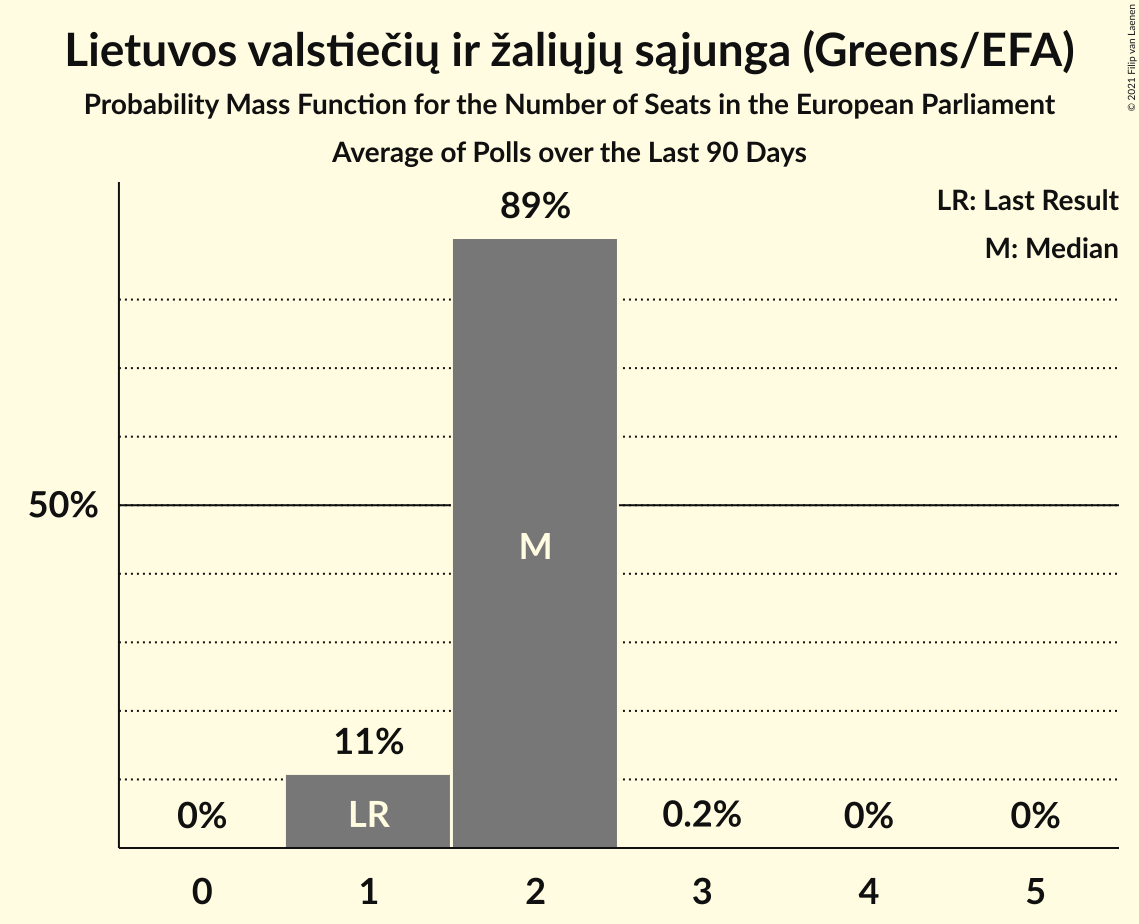 Lietuvos valstiečių ir žaliųjų sąjunga (Greens/EFA)
Probability Mass Function for the Number of Seats in the European Parliament
Average of Polls over the Last 90 Days
© 2021 Filip van Laenen
LR: Last Result
M: Median
89%
50%
M
11%
LR
0%
0.2%
0%
0%
0 1 2 3 4 5